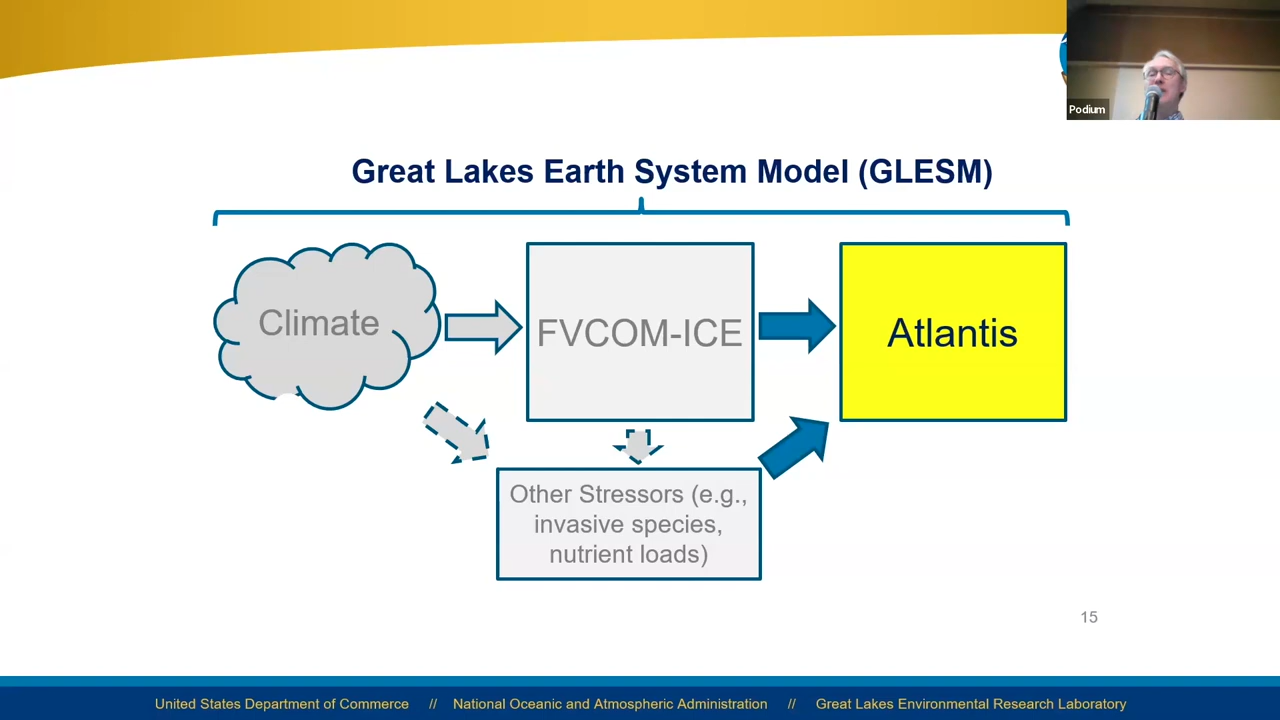 Podium
Great Lakes Earth System Model (GLESM)
Climate
FVCOM-ICE
Atlantis
Other Stressors (e.g.,
invasive species,
nutrient loads)
15
United States Department of Commerce // National Oceanic and Atmospheric Administration // Great Lakes Environmental Research Laboratory